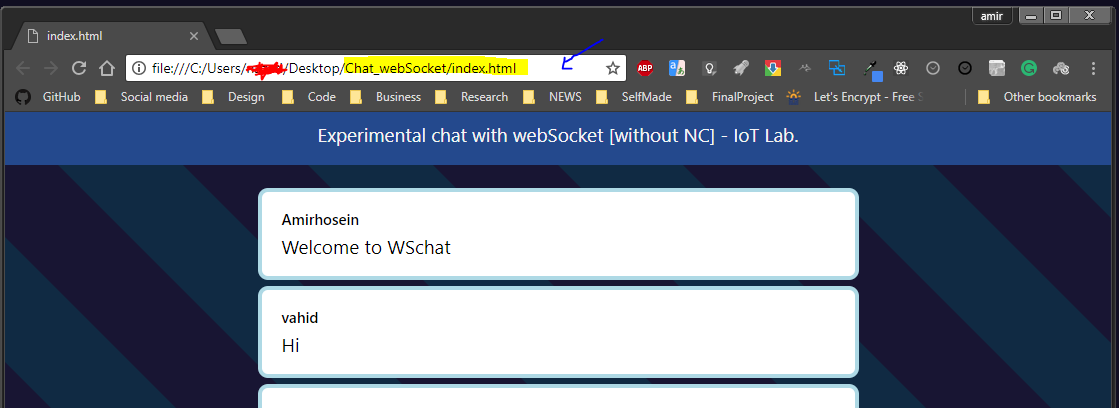 amir
index.html
file:///C:/Users/ /Desktop/Chat_webSocket/index.html
ABP
GitHub Social media Design Code Business Research NEWS SelfMade FinalProject Let's Encrypt - Free Other bookmarks
Experimental chat with webSocket [without NC] - IoT Lab.
Amirhosein
Welcome to WSchat
vahid
Hi